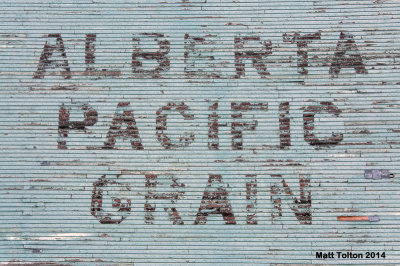 ALBERTA
PACIFIC
GRAIN
Matt Tolton 2014